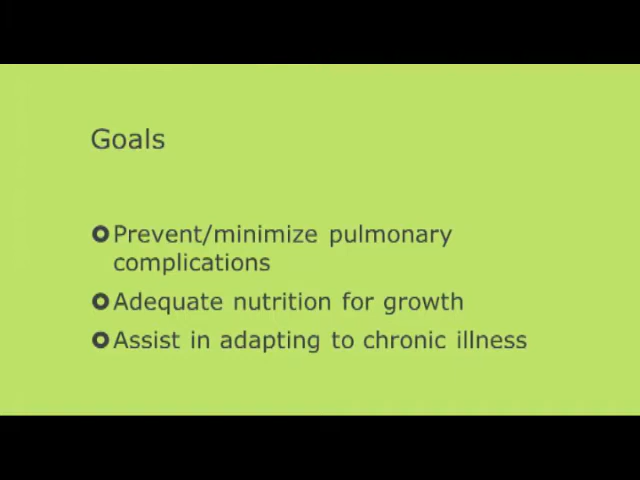 Goals
Prevent/minimize pulmonary
complications
Adequate nutrition for growth
Assist in adapting to chronic illness